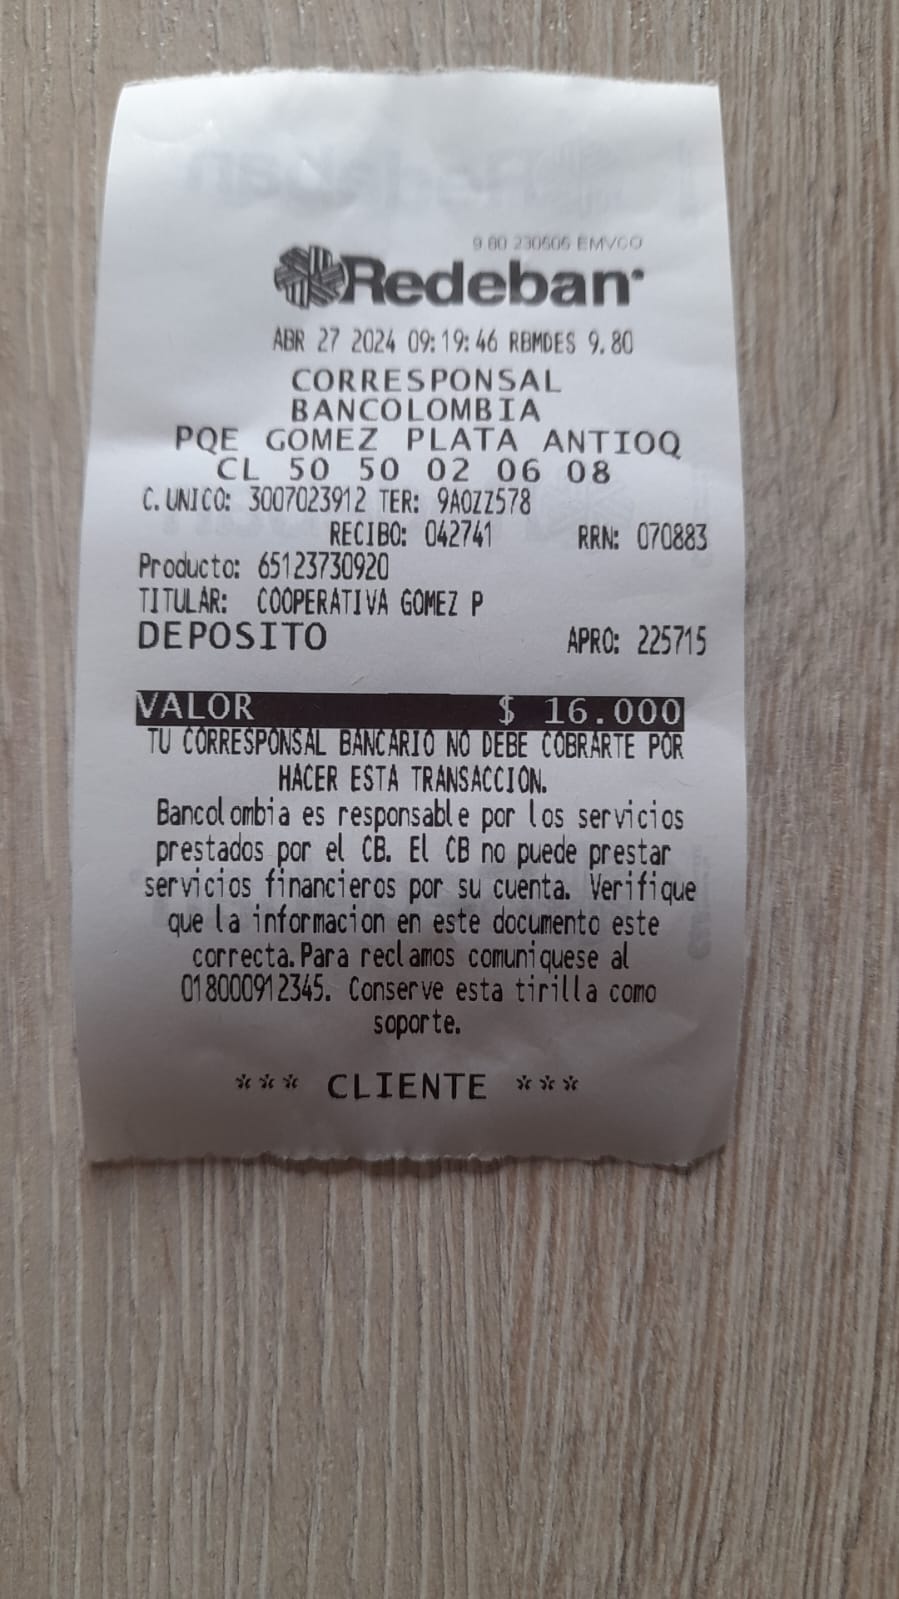 9.80 230606 EMVCO
Redeban
ABR 27 2024 09:19:46 RBMDES 9.80
CORRESPONSAL
BANCOLOMBIA
PQE GOMEZ PLATA ANTIOQ
CL 50 50 02 06 08
C. UNICO: 3007023912 TER: 9AOZZ578
RECIBO: 042741 RRN: 070883
Producto: 65123730920
TITULAR: COOPERATIVA GOMEZ P
DEPOSITO APRO: 225715
VALOR $ 16.000
TU CORRESPONSAL BANCARIO NO DEBE COBRARTE POR
HACER ESTA TRANSACCION.
Bancolombia es responsable por los servicios
prestados por el CB. El CB no puede prestar
servicios financieros por su cuenta. Verifique
que la informacion en este documento este
correcta. Para reclamos comuniquese al
018000912345. Conserve esta tirilla como
soporte.
*** CLIENTE ***